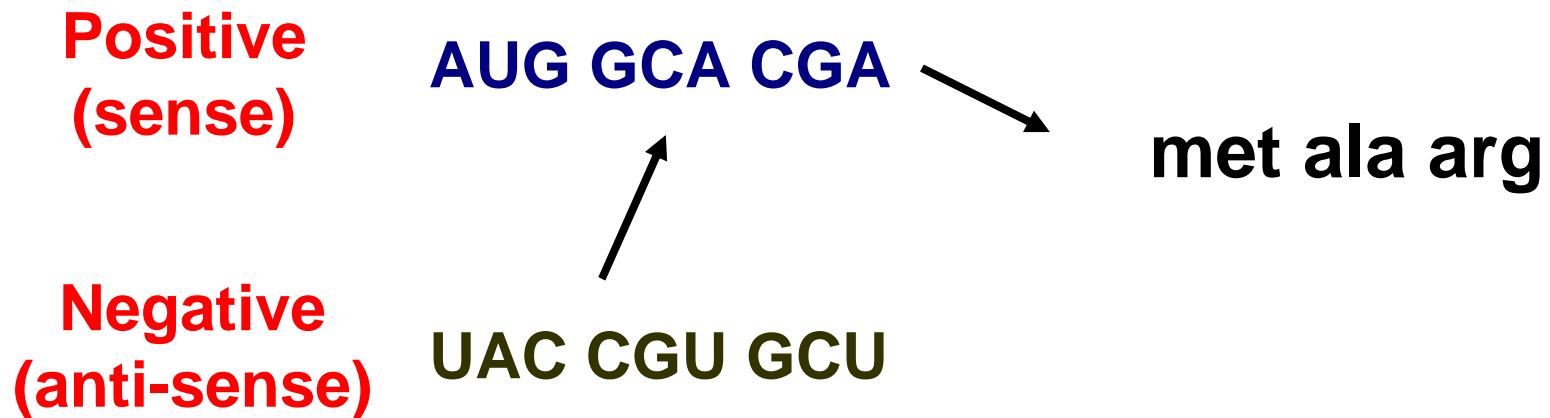 Positive
(sense)
AUG GCA CGA
met ala arg
Negative
(anti-sense)
UAC CGU GCU